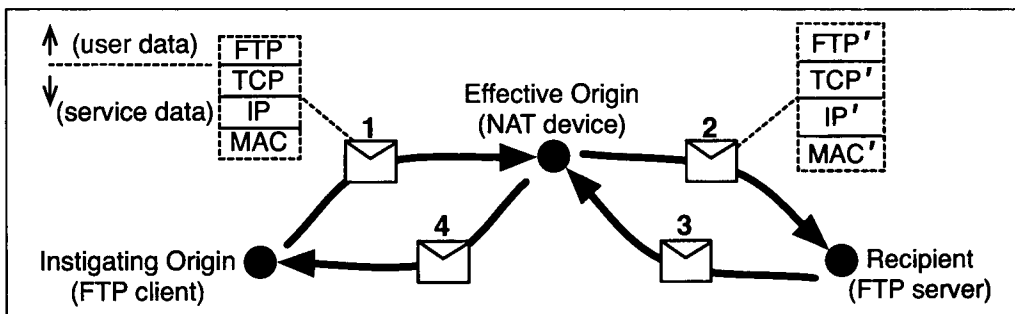 ↑ (user data)
FTP
TCP
↓ (service data)
IP
MAC
1
Effective Origin
(NAT device)
2
FTP′
TCP′
IP′
MAC′
4
3
Instigating Origin
(FTP client)
Recipient
(FTP server)